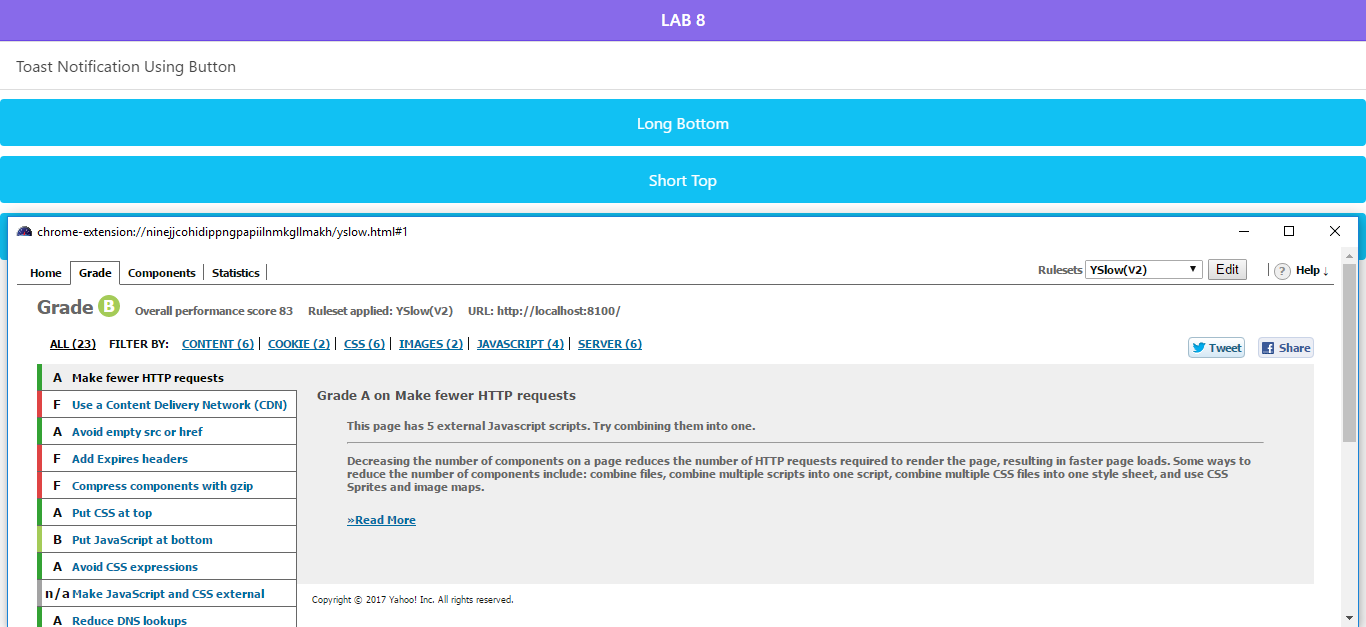 LAB 8
Toast Notification Using Button
Long Bottom
Short Top
chrome-extension://ninejjcohidippngpapiilnmkgllmakh/yslow.html#1
Home Grade Components Statistics Rulesets YSlow(V2) Edit ? Help ↓
Grade B Overall performance score 83 Ruleset applied: YSlow(V2) URL: http://localhost:8100/
ALL (23) FILTER BY: CONTENT (6) COOKIE (2) CSS (6) IMAGES (2) JAVASCRIPT (4) SERVER (6)
Tweet Share
A Make fewer HTTP requests
F Use a Content Delivery Network (CDN)
A Avoid empty src or href
F Add Expires headers
F Compress components with gzip
A Put CSS at top
B Put JavaScript at bottom
A Avoid CSS expressions
n/a Make JavaScript and CSS external
A Reduce DNS lookups
Grade A on Make fewer HTTP requests
This page has 5 external Javascript scripts. Try combining them into one.
Decreasing the number of components on a page reduces the number of HTTP requests required to render the page, resulting in faster page loads. Some ways to
reduce the number of components include: combine files, combine multiple scripts into one script, combine multiple CSS files into one style sheet, and use CSS
Sprites and image maps.
»Read More
Copyright © 2017 Yahoo! Inc. All rights reserved.